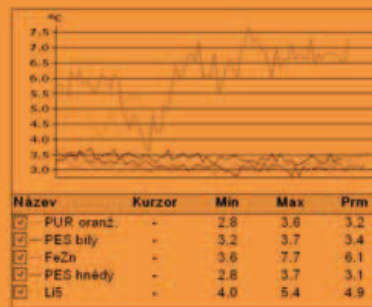 °C
7.5
7.0
6.5
6.0
5.5
5.0
4.5
4.0
3.5
3.0
Název Kurzor Min Max Prm
PUR oranž. - 2.8 3.6 3.2
PES bílý - 3.2 3.7 3.4
FeZn - 3.6 7.7 6.1
PES hnědý - 2.8 3.7 3.1
Li5 - 4.0 5.4 4.9